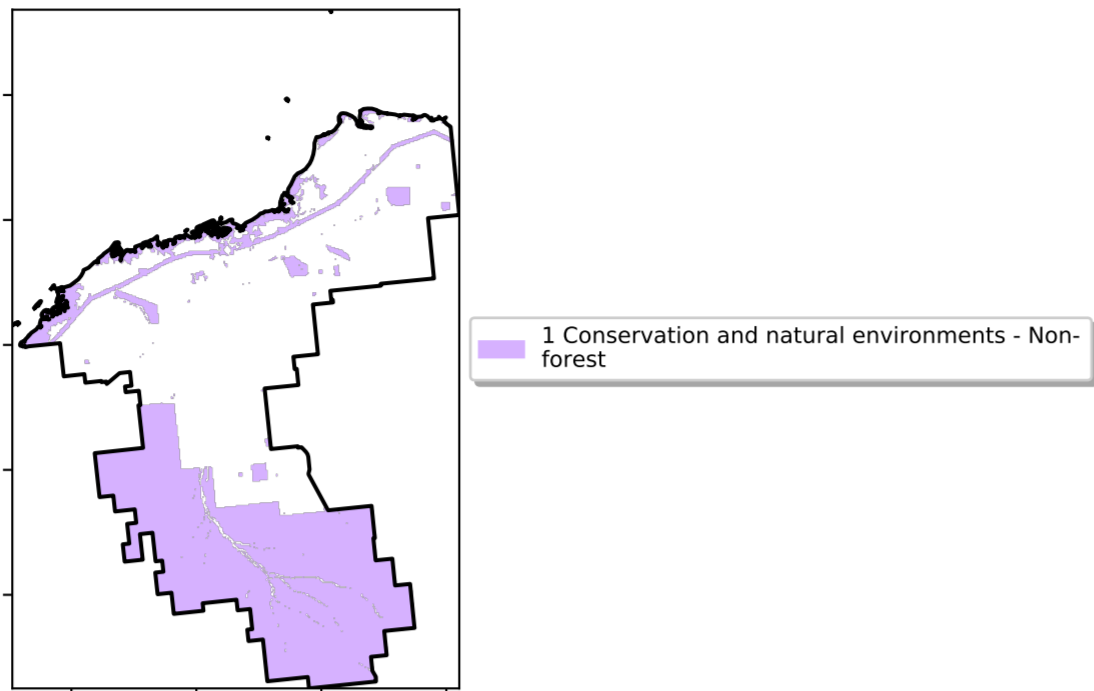 1 Conservation and natural environments - Non-
forest